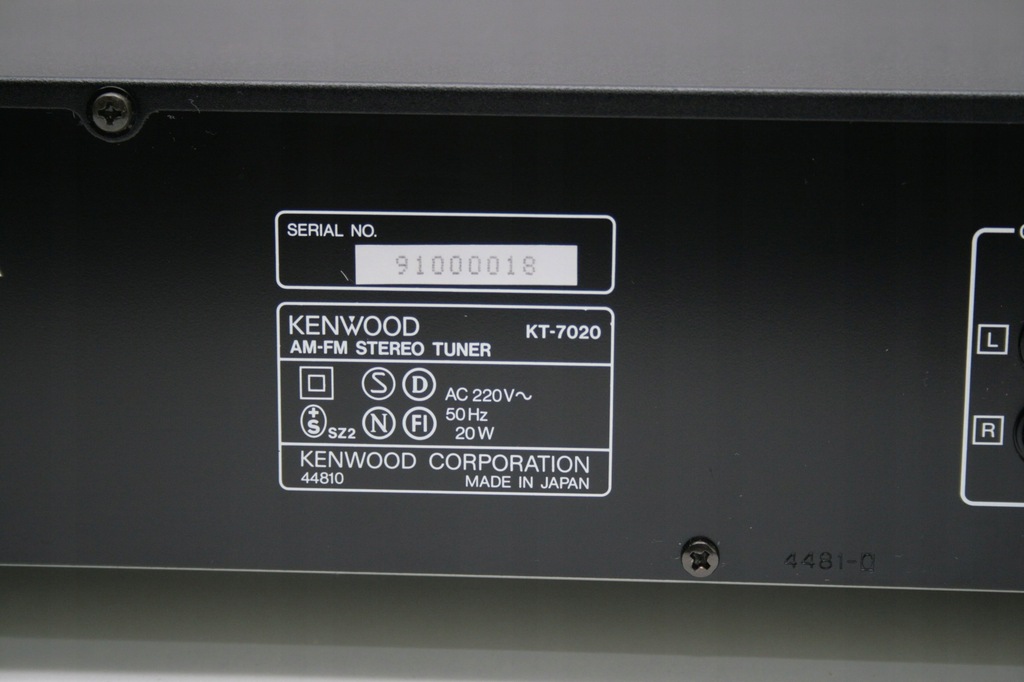 SERIAL NO.
91000018
KENWOOD KT-7020
AM-FM STEREO TUNER
S D AC 220V~
50Hz
+S SZ2 N FI 20W
KENWOOD CORPORATION
44810 MADE IN JAPAN
L
R
4481-0